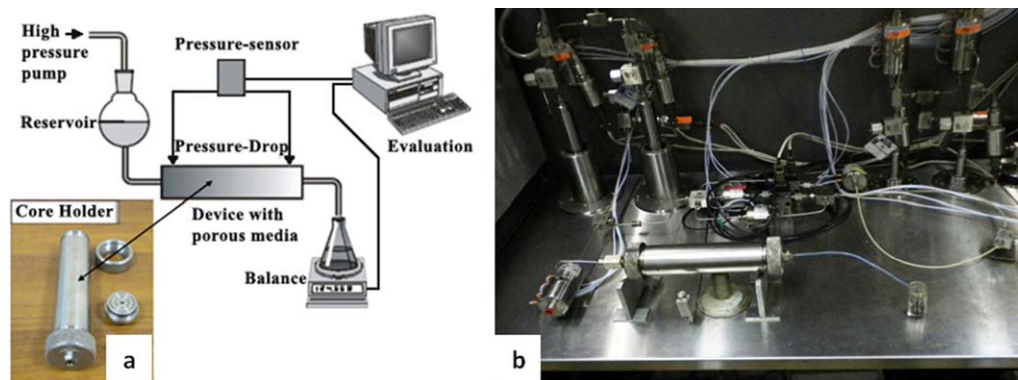 High
pressure
pump
Pressure-sensor
Reservoir
Pressure-Drop
Evaluation
Core Holder
Device with
porous media
Balance
a
b